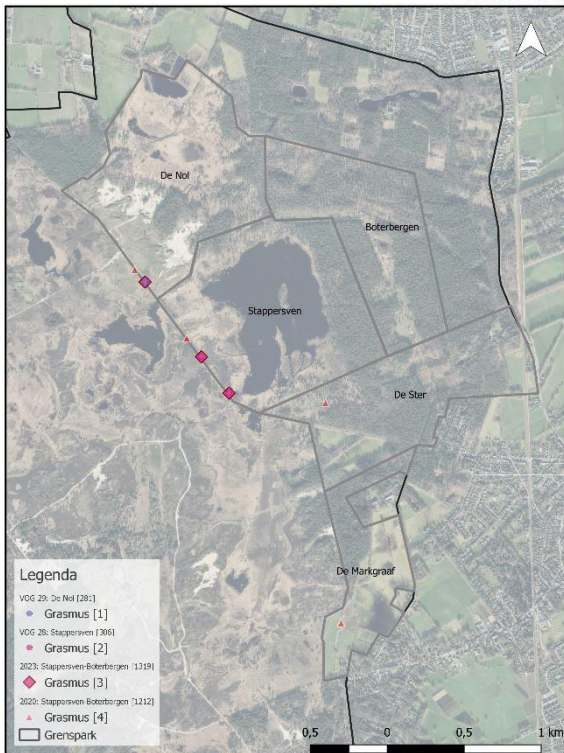 De Nol
Boterbergen
Stappersven
De Ster
De Markgraaf
Legenda
VOG 29: De Nol [281]
Grasmus [1]
VOG 28: Stappersven [306]
Grasmus [2]
2023: Stappersven-Boterbergen [1319]
Grasmus [3]
2020: Stappersven-Boterbergen [1212]
Grasmus [4]
Grenspark
0,5 0 0,5 1 km